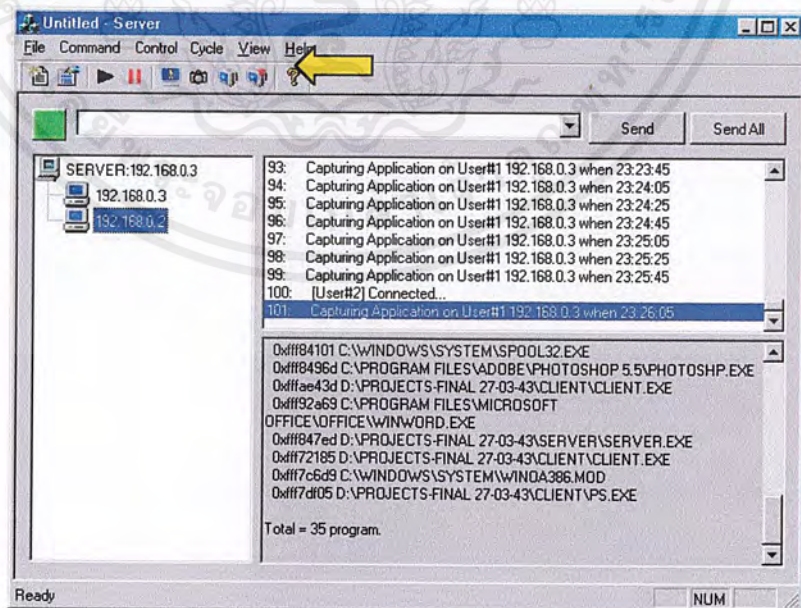 Untitled - Server
File Command Control Cycle View Help
Send
Send All
SERVER:192.168.0.3
192.168.0.3
192.168.0.2
93: Capturing Application on User#1 192.168.0.3 when 23:23:45
94: Capturing Application on User#1 192.168.0.3 when 23:24:05
95: Capturing Application on User#1 192.168.0.3 when 23:24:25
96: Capturing Application on User#1 192.168.0.3 when 23:24:45
97: Capturing Application on User#1 192.168.0.3 when 23:25:05
98: Capturing Application on User#1 192.168.0.3 when 23:25:25
99: Capturing Application on User#1 192.168.0.3 when 23:25:45
100: [User#2] Connected...
101: Capturing Application on User#1 192.168.0.3 when 23:26:05
0xfff84101 C:\WINDOWS\SYSTEM\SPOOL32.EXE
0xfff8496d C:\PROGRAM FILES\ADOBE\PHOTOSHOP 5.5\PHOTOSHP.EXE
0xfffae43d D:\PROJECTS-FINAL 27-03-43\CLIENT\CLIENT.EXE
0xfff92a69 C:\PROGRAM FILES\MICROSOFT
OFFICE\OFFICE\WINWORD.EXE
0xfff847ed D:\PROJECTS-FINAL 27-03-43\SERVER\SERVER.EXE
0xfff72185 D:\PROJECTS-FINAL 27-03-43\CLIENT\CLIENT.EXE
0xfff7c6d9 C:\WINDOWS\SYSTEM\WINOA386.MOD
0xfff7df05 D:\PROJECTS-FINAL 27-03-43\CLIENT\PS.EXE
Total = 35 program.
Ready
NUM